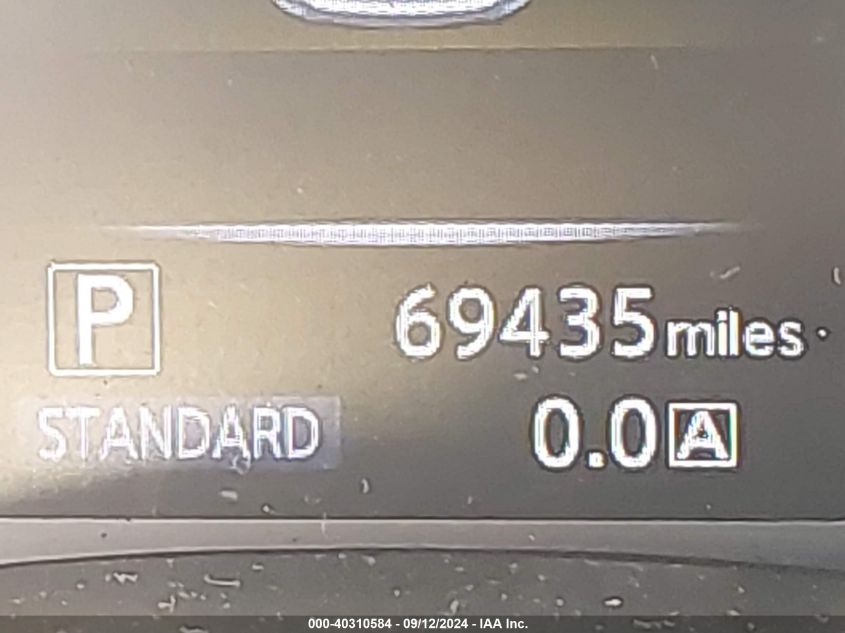 P 69435 miles
STANDARD 0.0 A
000-40310584 - 09/12/2024 - IAA Inc.